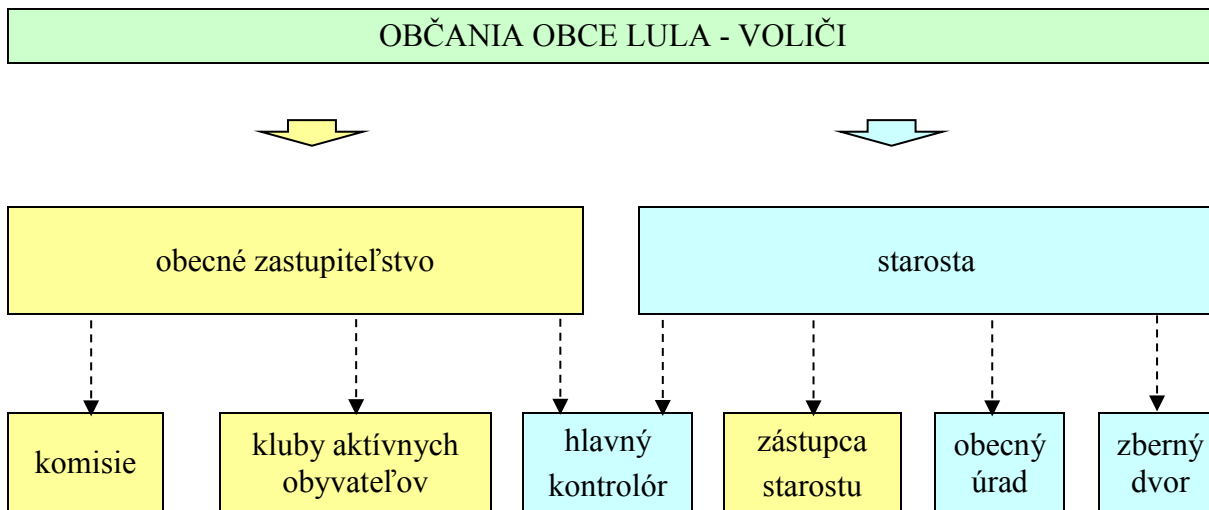 OBČANIA OBCE LULA - VOLIČI
obecné zastupiteľstvo
starosta
komisie
kluby aktívnych
obyvateľov
hlavný
kontrolór
zástupca
starostu
obecný
úrad
zberný
dvor